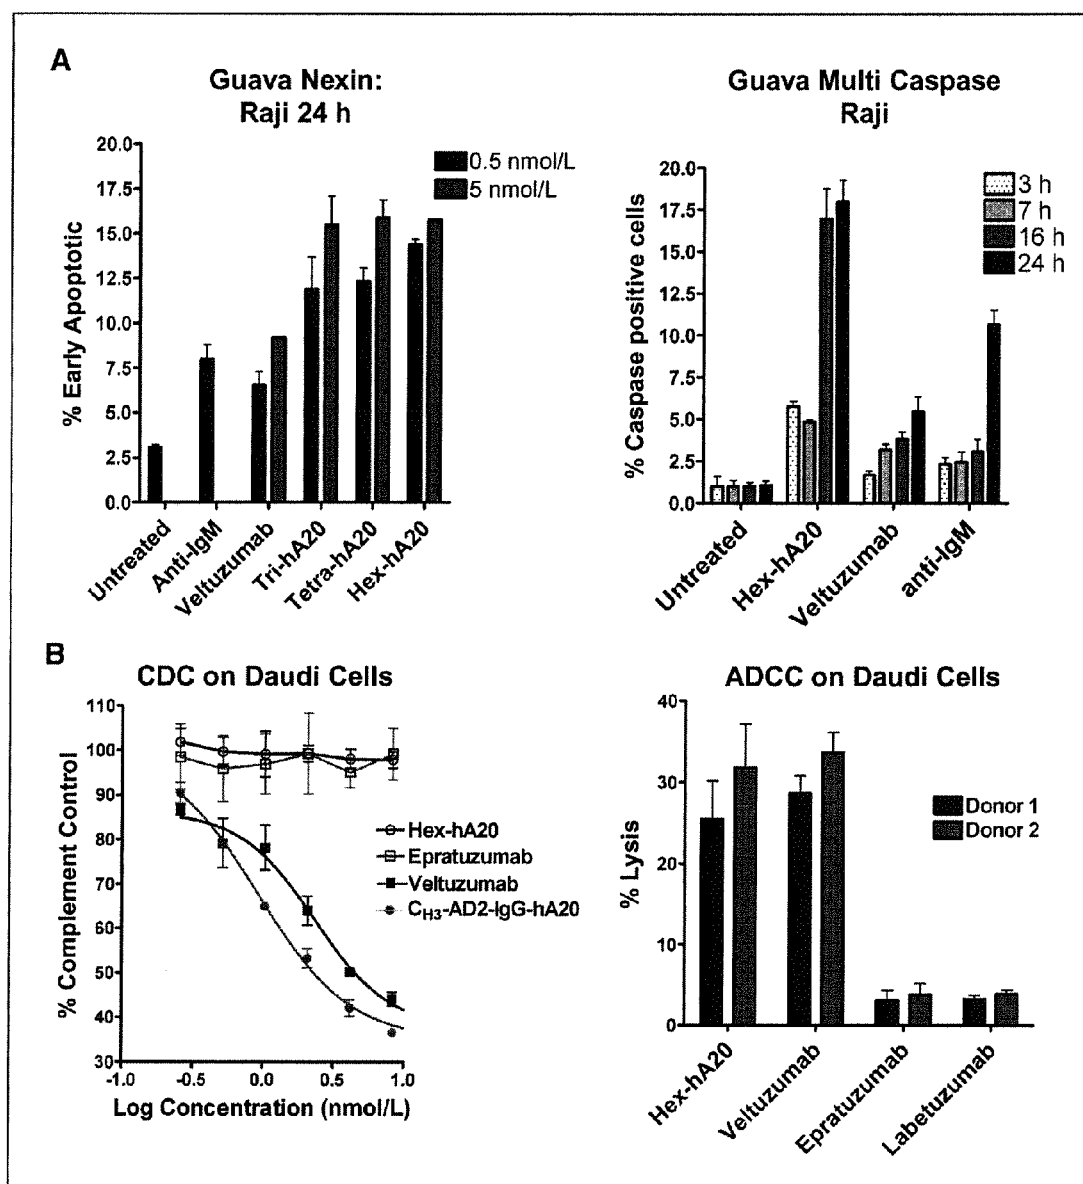 A
Guava Nexin:
Raji 24 h
% Early Apoptotic
20.0
17.5
15.0
12.5
10.0
7.5
5.0
2.5
0.0
0.5 nmol/L
5 nmol/L
Untreated
Anti-IgM
Veltuzumab
Tri-hA20
Tetra-hA20
Hex-hA20
Guava Multi Caspase
Raji
% Caspase positive cells
20.0
17.5
15.0
12.5
10.0
7.5
5.0
2.5
0.0
3 h
7 h
16 h
24 h
Untreated
Hex-hA20
Veltuzumab
anti-IgM
B
CDC on Daudi Cells
% Complement Control
110
100
90
80
70
60
50
40
30
Hex-hA20
Epratuzumab
Veltuzumab
CH3-AD2-IgG-hA20
-1.0 -0.5 0.0 0.5 1.0
Log Concentration (nmol/L)
ADCC on Daudi Cells
% Lysis
40
30
20
10
0
Donor 1
Donor 2
Hex-hA20
Veltuzumab
Epratuzumab
Labetuzumab